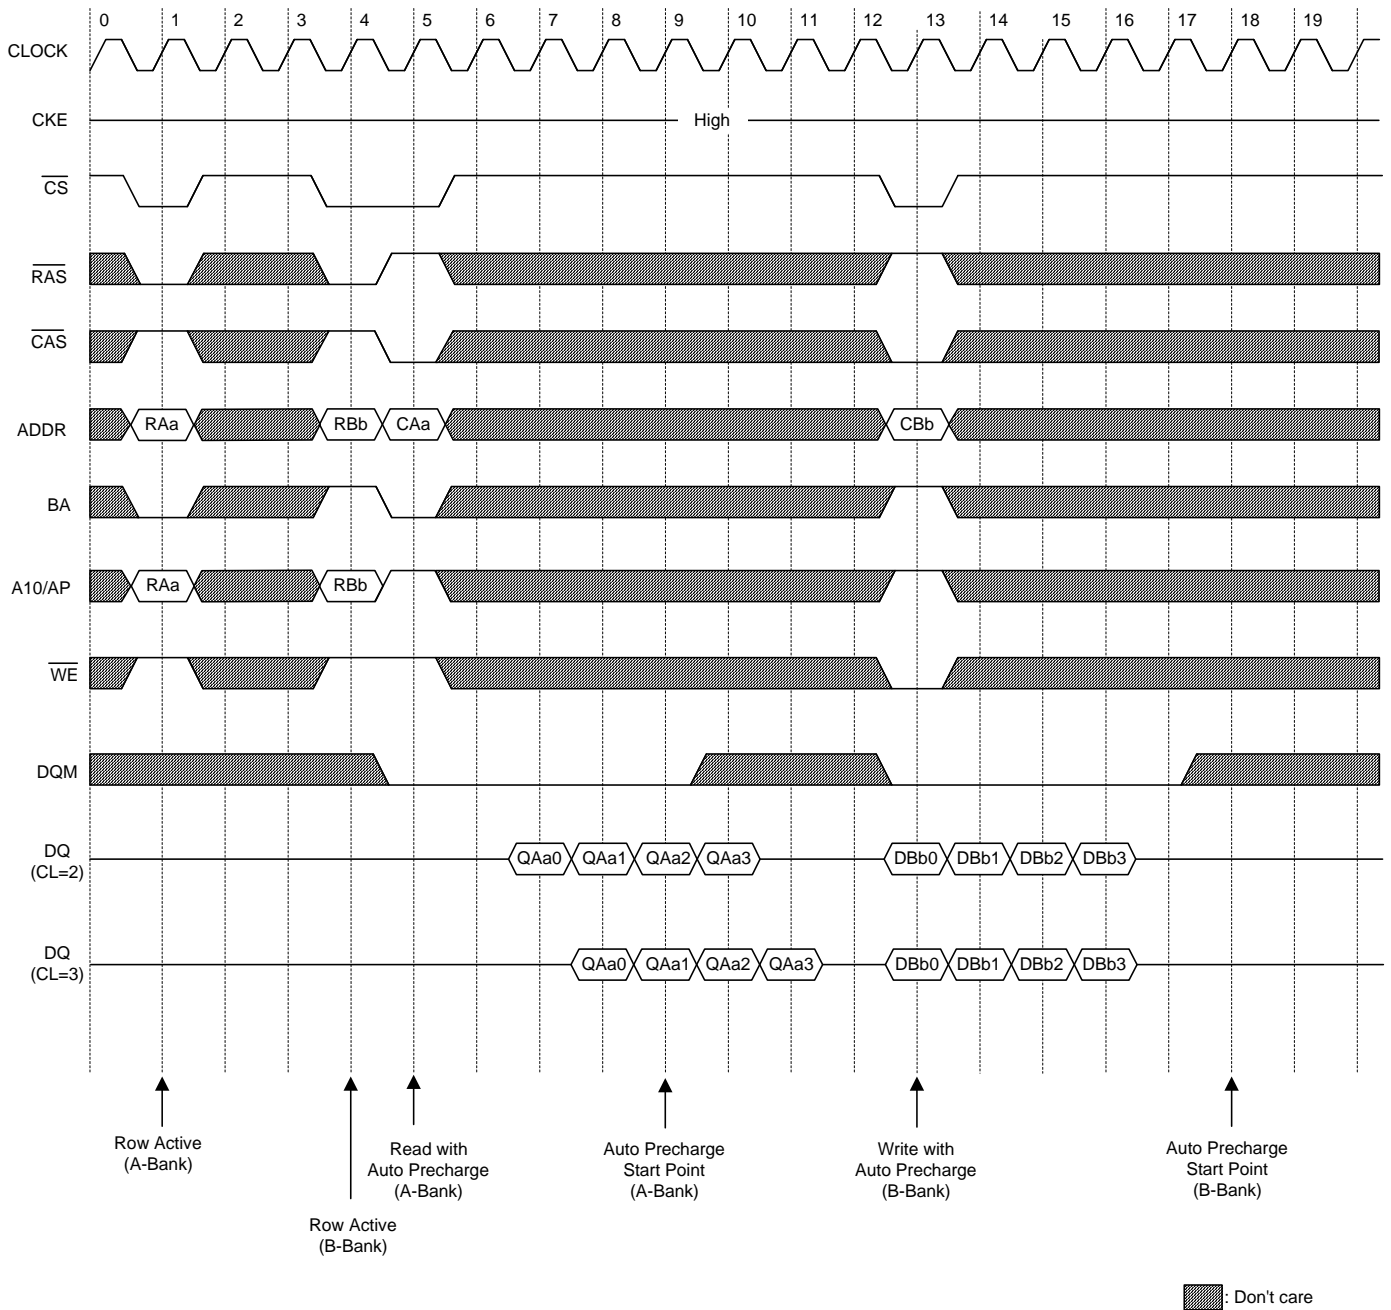 0 1 2 3 4 5 6 7 8 9 10 11 12 13 14 15 16 17 18 19
CLOCK
CKE High
CS
RAS
CAS
ADDR RAa RBb CAa CBb
BA
A10/AP RAa RBb
WE
DQM
DQ
(CL=2)
QAa0 QAa1 QAa2 QAa3 DBb0 DBb1 DBb2 DBb3
DQ
(CL=3)
QAa0 QAa1 QAa2 QAa3 DBb0 DBb1 DBb2 DBb3
Row Active
(A-Bank)
Row Active
(B-Bank)
Read with
Auto Precharge
(A-Bank)
Auto Precharge
Start Point
(A-Bank)
Write with
Auto Precharge
(B-Bank)
Auto Precharge
Start Point
(B-Bank)
: Don't care